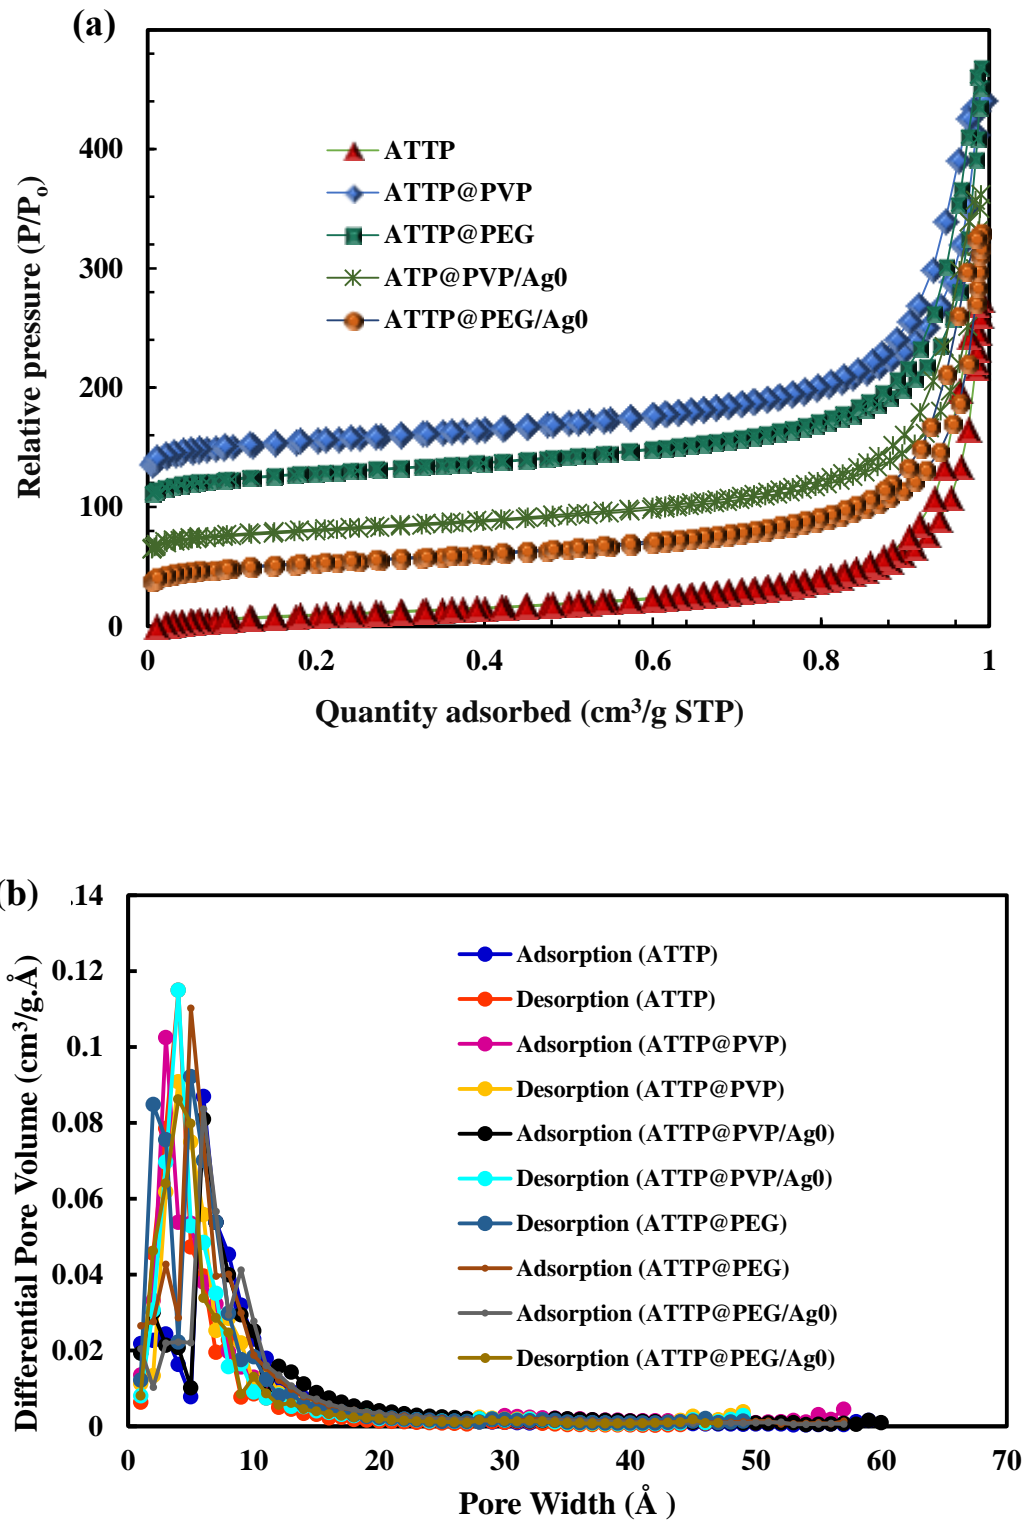 (a)
Relative pressure (P/Po)
400
300
200
100
0
ATTP
ATTP@PVP
ATTP@PEG
ATP@PVP/Ag0
ATTP@PEG/Ag0
0 0.2 0.4 0.6 0.8 1
Quantity adsorbed (cm³/g STP)
(b)
Differential Pore Volume (cm³/g.Å)
.14
0.12
0.1
0.08
0.06
0.04
0.02
0
Adsorption (ATTP)
Desorption (ATTP)
Adsorption (ATTP@PVP)
Desorption (ATTP@PVP)
Adsorption (ATTP@PVP/Ag0)
Desorption (ATTP@PVP/Ag0)
Desorption (ATTP@PEG)
Adsorption (ATTP@PEG)
Adsorption (ATTP@PEG/Ag0)
Desorption (ATTP@PEG/Ag0)
0 10 20 30 40 50 60 70
Pore Width (Å )